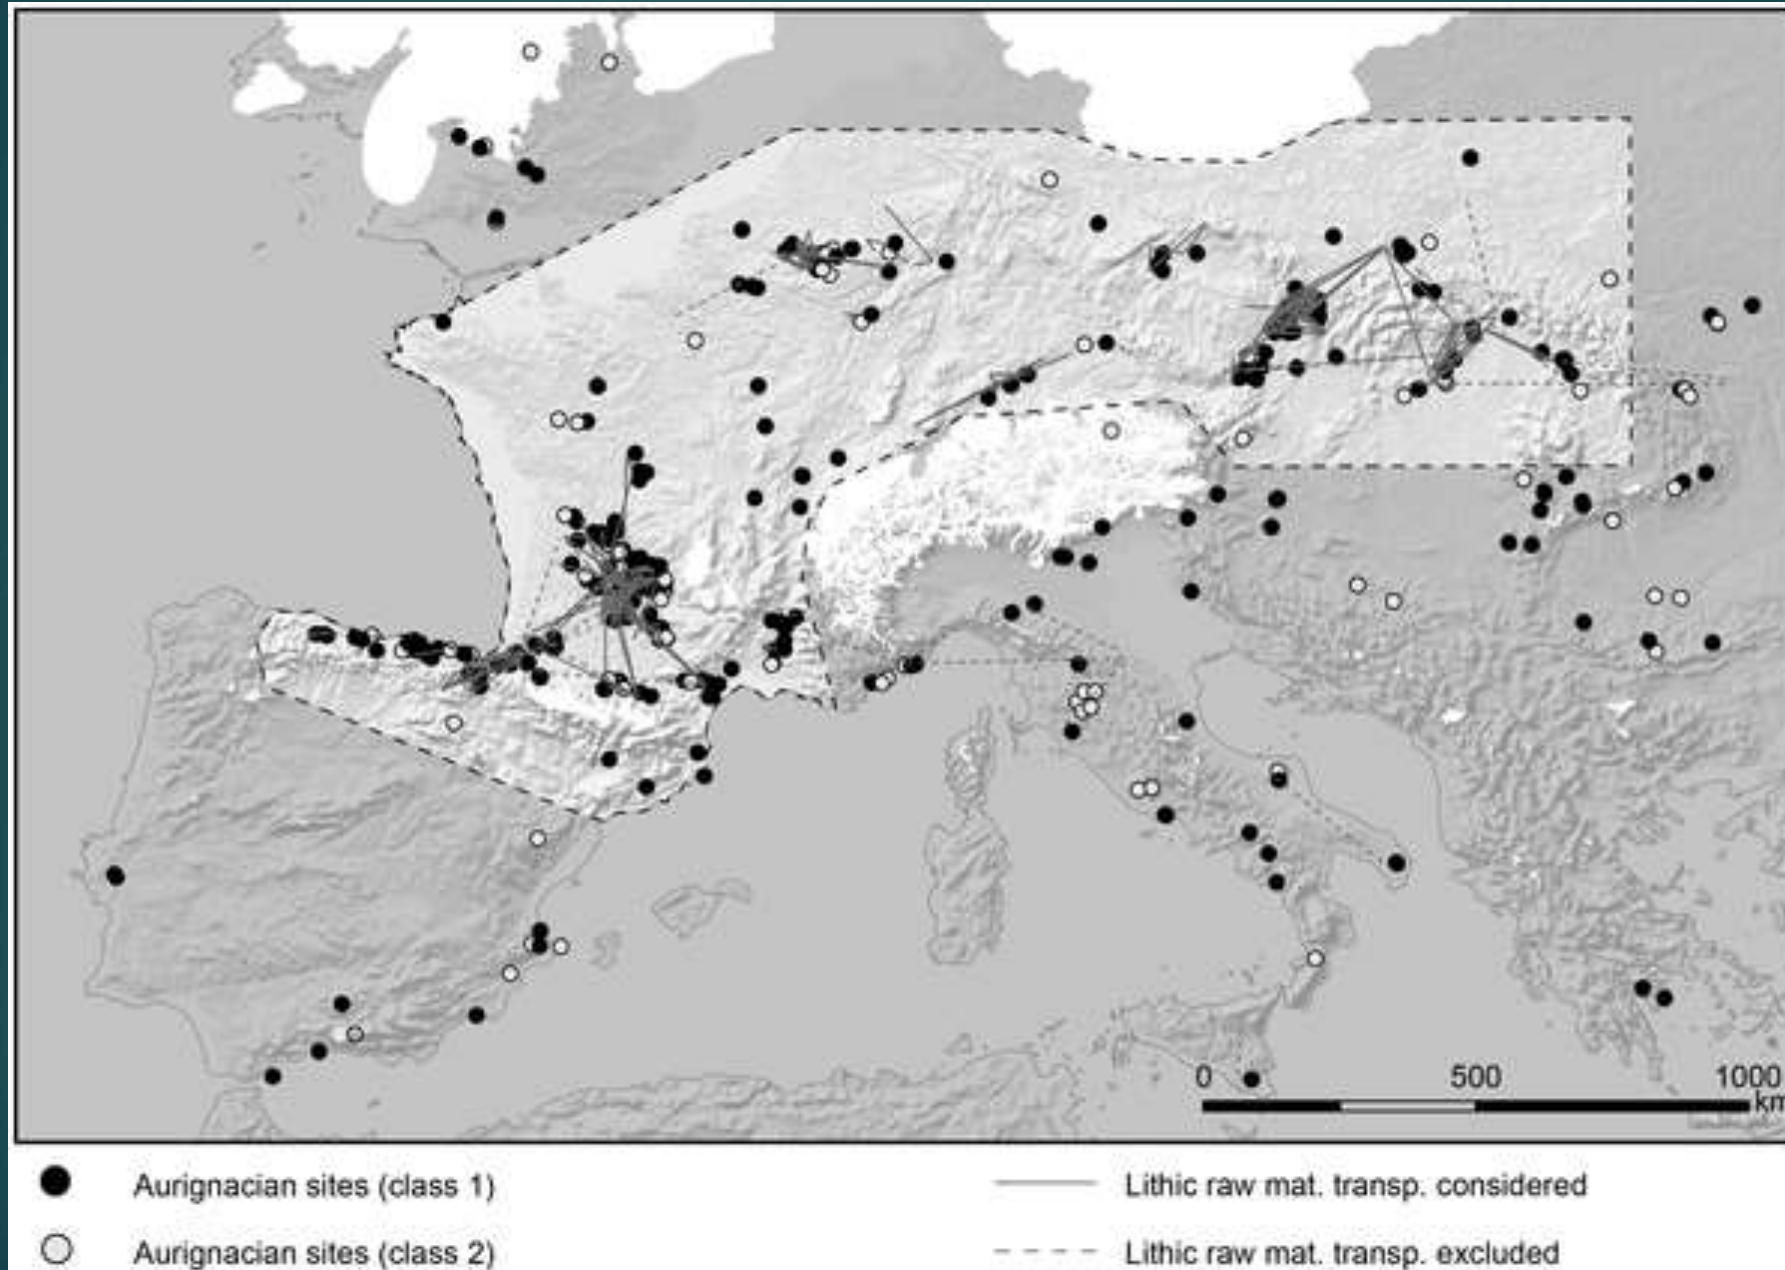 0 500 1000
km
Aurignacian sites (class 1)
Lithic raw mat. transp. considered
Aurignacian sites (class 2)
Lithic raw mat. transp. excluded